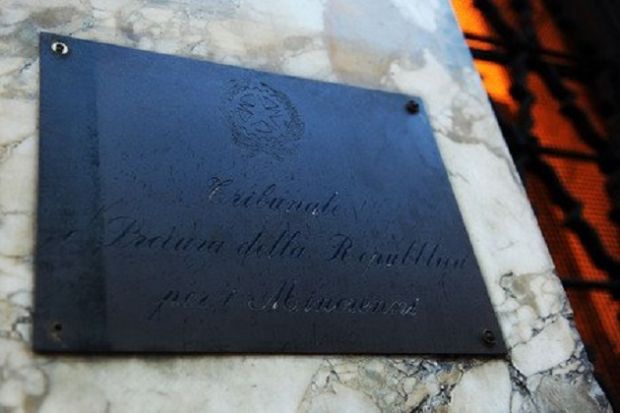 Tribunale
e Procura della Repubblica
per i Minorenni